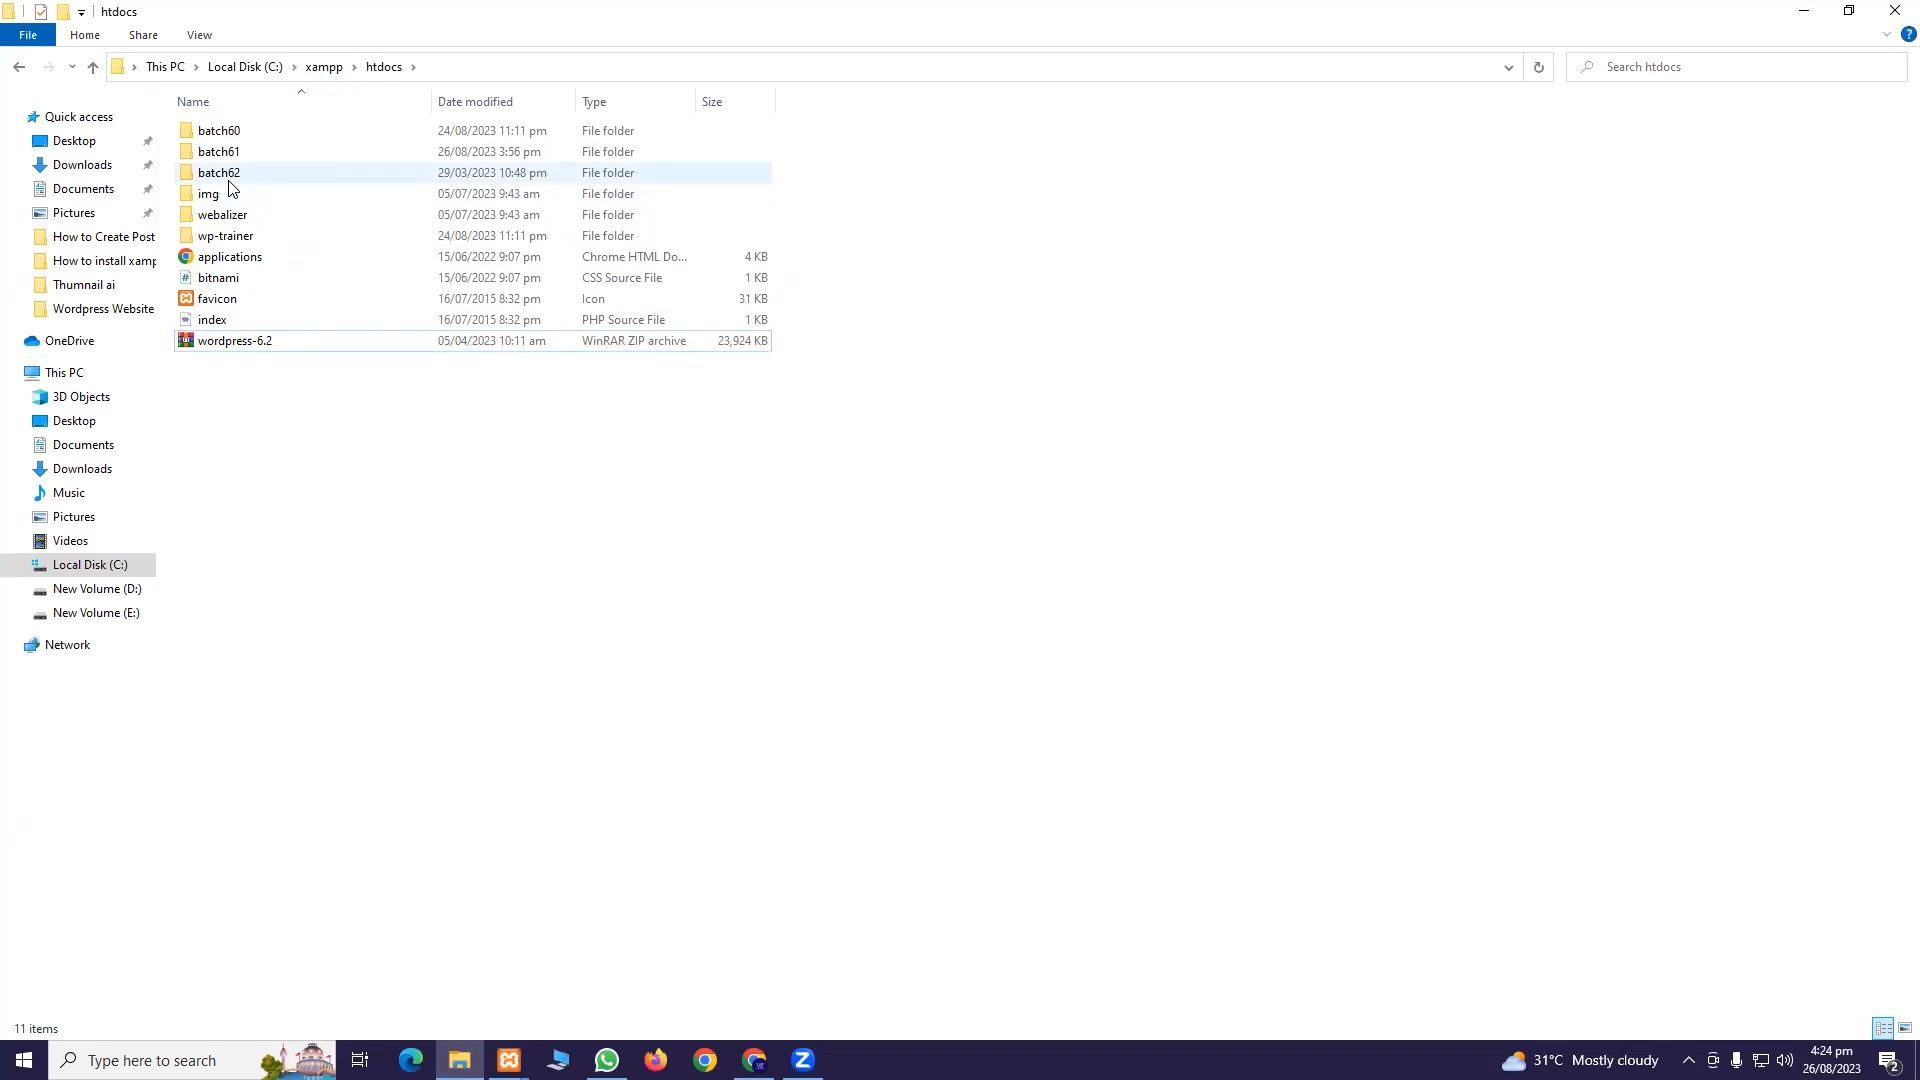 htdocs
File Home Share View
This PC Local Disk (C:) xampp htdocs
Search htdocs
Name Date modified Type Size
batch60 24/08/2023 11:11 pm File folder
batch61 26/08/2023 3:56 pm File folder
batch62 29/03/2023 10:48 pm File folder
img 05/07/2023 9:43 am File folder
webalizer 05/07/2023 9:43 am File folder
wp-trainer 24/08/2023 11:11 pm File folder
applications 15/06/2022 9:07 pm Chrome HTML Do... 4 KB
bitnami 15/06/2022 9:07 pm CSS Source File 1 KB
favicon 16/07/2015 8:32 pm Icon 31 KB
index 16/07/2015 8:32 pm PHP Source File 1 KB
wordpress-6.2 05/04/2023 10:11 am WinRAR ZIP archive 23,924 KB
Quick access
Desktop
Downloads
Documents
Pictures
How to Create Post
How to install xamp
Thumnail ai
Wordpress Website
OneDrive
This PC
3D Objects
Desktop
Documents
Downloads
Music
Pictures
Videos
Local Disk (C:)
New Volume (D:)
New Volume (E:)
Network
11 items
Type here to search
31°C Mostly cloudy
4:24 pm
26/08/2023
2